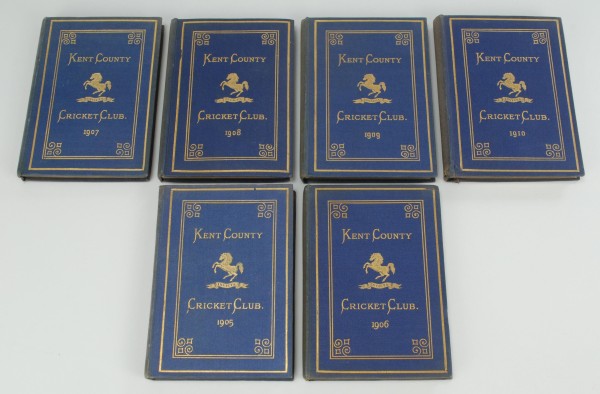 Kent County
Cricket Club.
1907
Kent County
Cricket Club.
1908
Kent County
Cricket Club.
1909
Kent County
Cricket Club.
1910
Kent County
Cricket Club.
1905
Kent County
Cricket Club.
1906